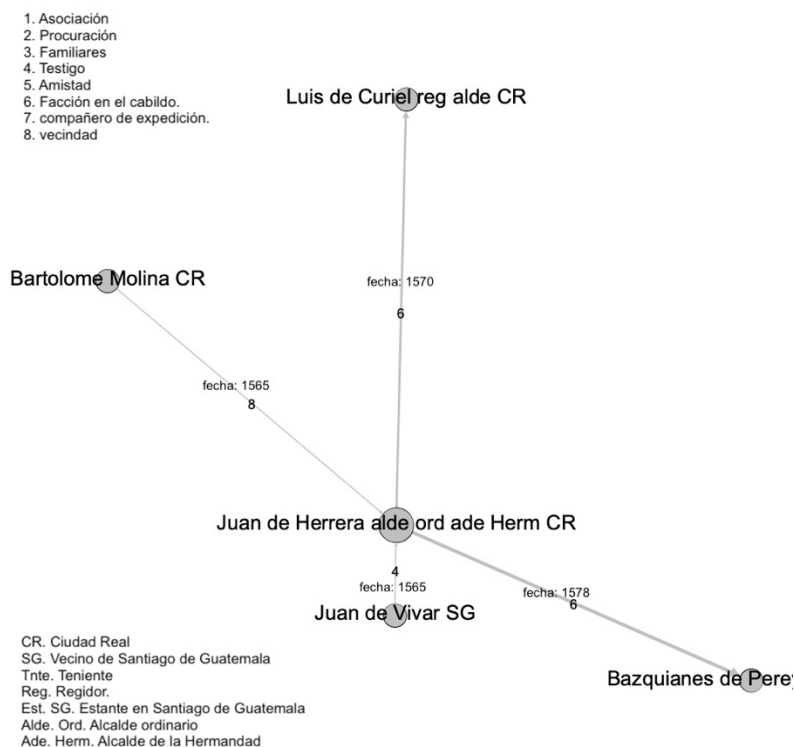 1. Asociación
2. Procuración
3. Familiares
4. Testigo
5. Amistad
6. Facción en el cabildo.
7. compañero de expedición.
8. vecindad
Luis de Curiel reg alde CR
Bartolome Molina CR
fecha: 1570
6
fecha: 1565
8
Juan de Herrera alde ord ade Herm CR
4
fecha: 1565
fecha: 1578
6
Juan de Vivar SG
Bazquianes de Perey
CR. Ciudad Real
SG. Vecino de Santiago de Guatemala
Tnte. Teniente
Reg. Regidor.
Est. SG. Estante en Santiago de Guatemala
Alde. Ord. Alcalde ordinario
Ade. Herm. Alcalde de la Hermandad